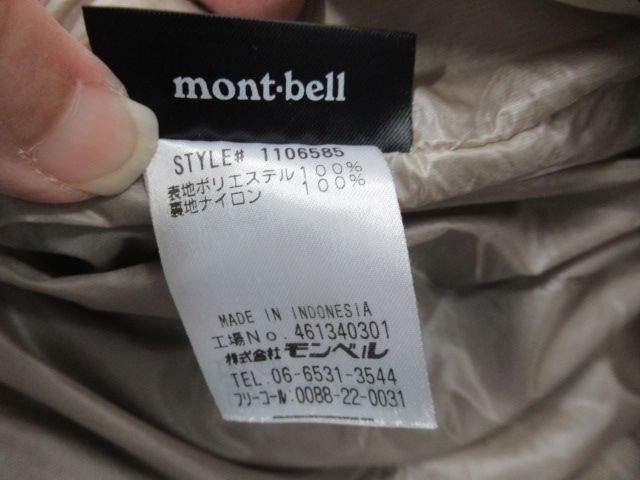 mont·bell
STYLE# 1106585
表地ポリエステル100%
裏地ナイロン 100%
MADE IN INDONESIA
工場No.461340301
株式会社モンベル
TEL.06-6531-3544
フリーコール:0088-22-0031